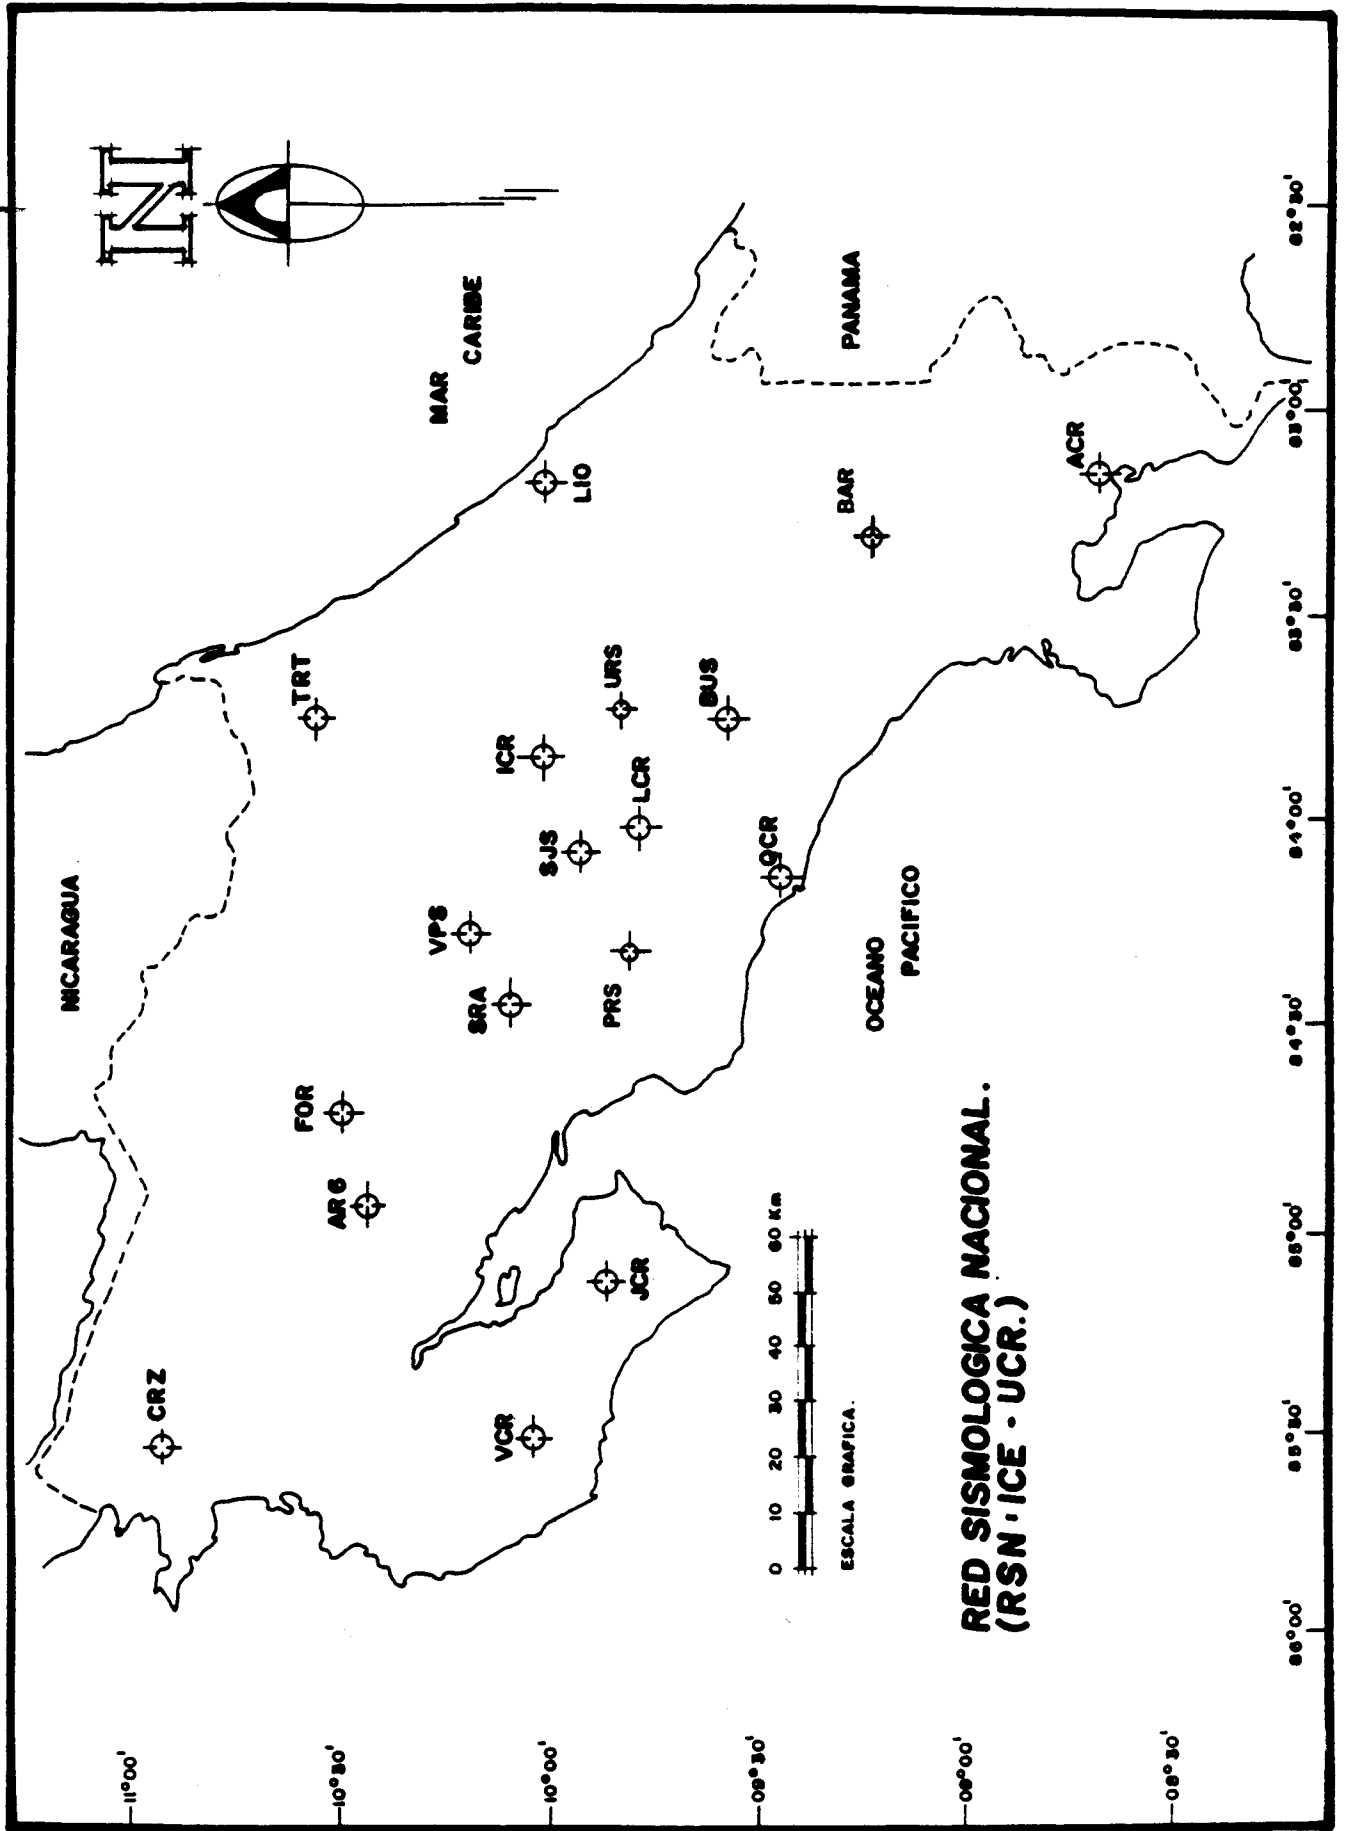 N
NICARAGUA
MAR
CARIBE
PANAMA
OCEANO
PACIFICO
CRZ
ARG
FOR
TRT
VPS
SRA
ICR
SJS
LIO
VCR
JCR
PRS
LCR
URS
BUS
QCR
BAR
ACR
0 10 20 30 40 50 60 Km
ESCALA GRAFICA.
RED SISMOLOGICA NACIONAL.
(RSN:ICE - UCR.)
11°00'
10°30'
10°00'
09°30'
09°00'
08°30'
86°00' 85°30' 85°00' 84°30' 84°00' 83°30' 83°00' 82°30'